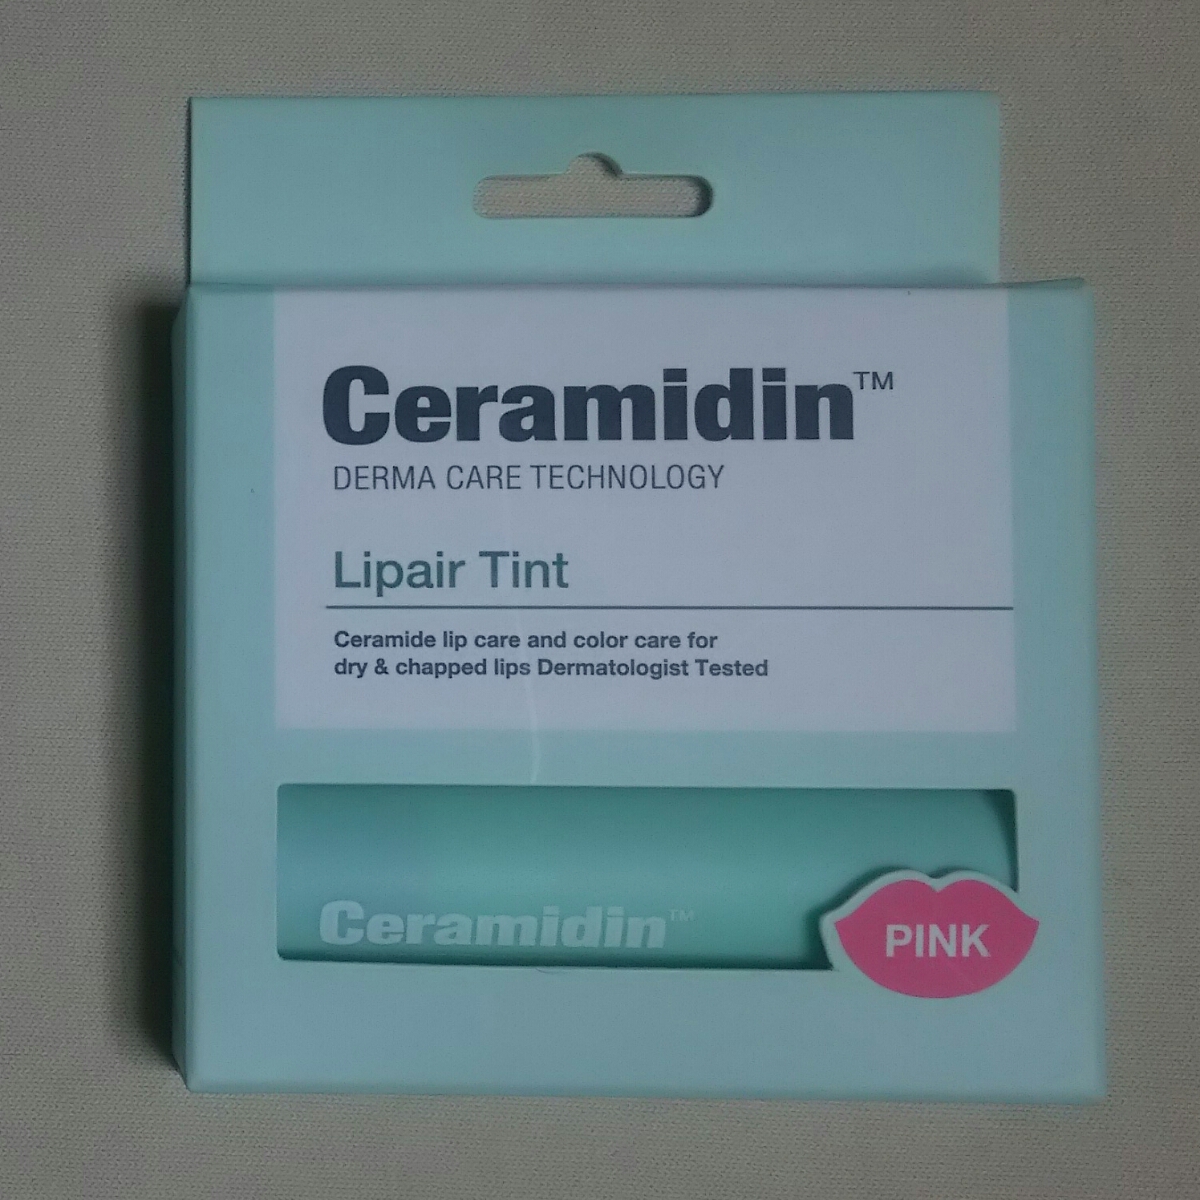 Ceramidin™
DERMA CARE TECHNOLOGY
Lipair Tint
Ceramide lip care and color care for
dry & chapped lips Dermatologist Tested
Ceramidin™
PINK